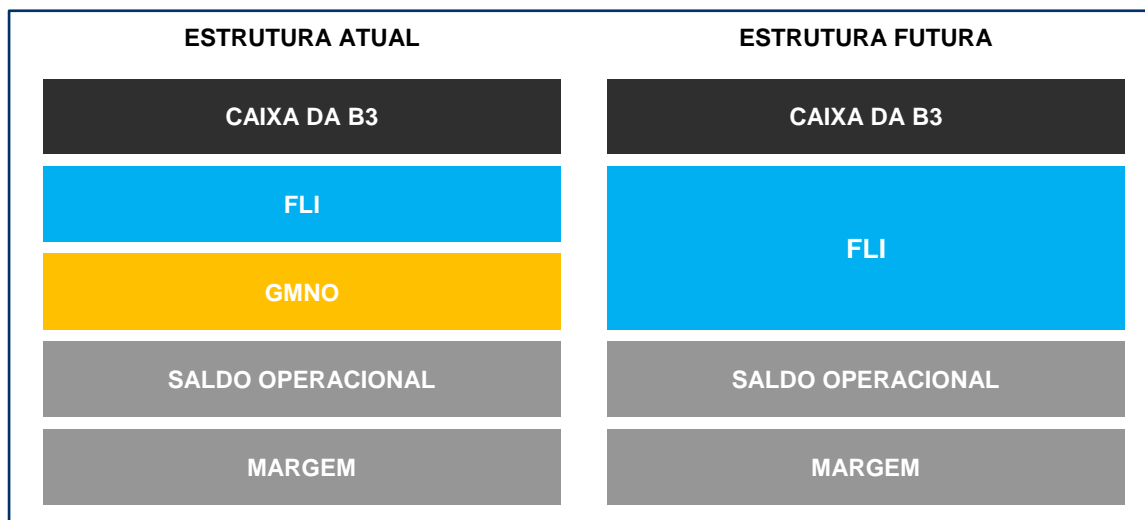 ESTRUTURA ATUAL
CAIXA DA B3
FLI
GMNO
SALDO OPERACIONAL
MARGEM
ESTRUTURA FUTURA
CAIXA DA B3
FLI
SALDO OPERACIONAL
MARGEM